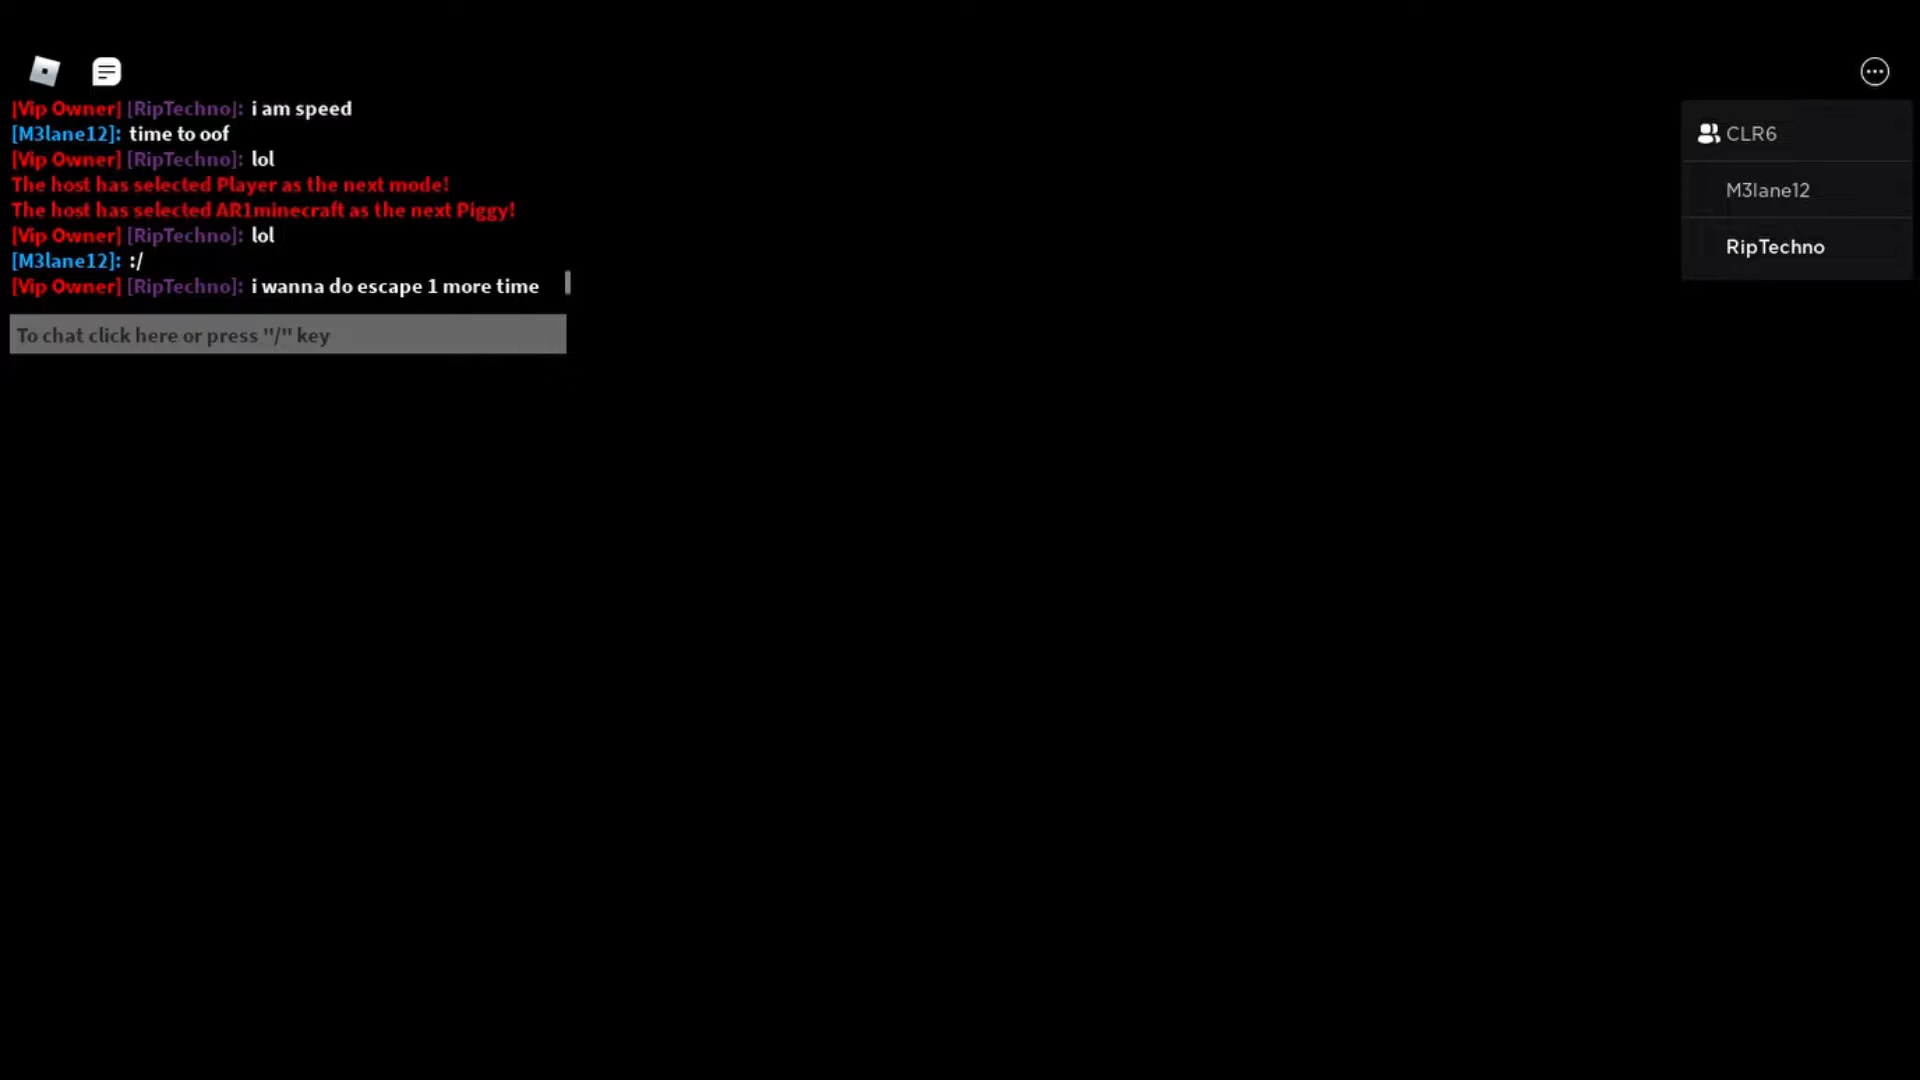 [Vip Owner] [RipTechno]: i am speed
[M3lane12]: time to oof
[Vip Owner] [RipTechno]: lol
The host has selected Player as the next mode!
The host has selected AR1minecraft as the next Piggy!
[Vip Owner] [RipTechno]: lol
[M3lane12]: :/
[Vip Owner] [RipTechno]: i wanna do escape 1 more time
To chat click here or press "/" key
CLR6
M3lane12
RipTechno